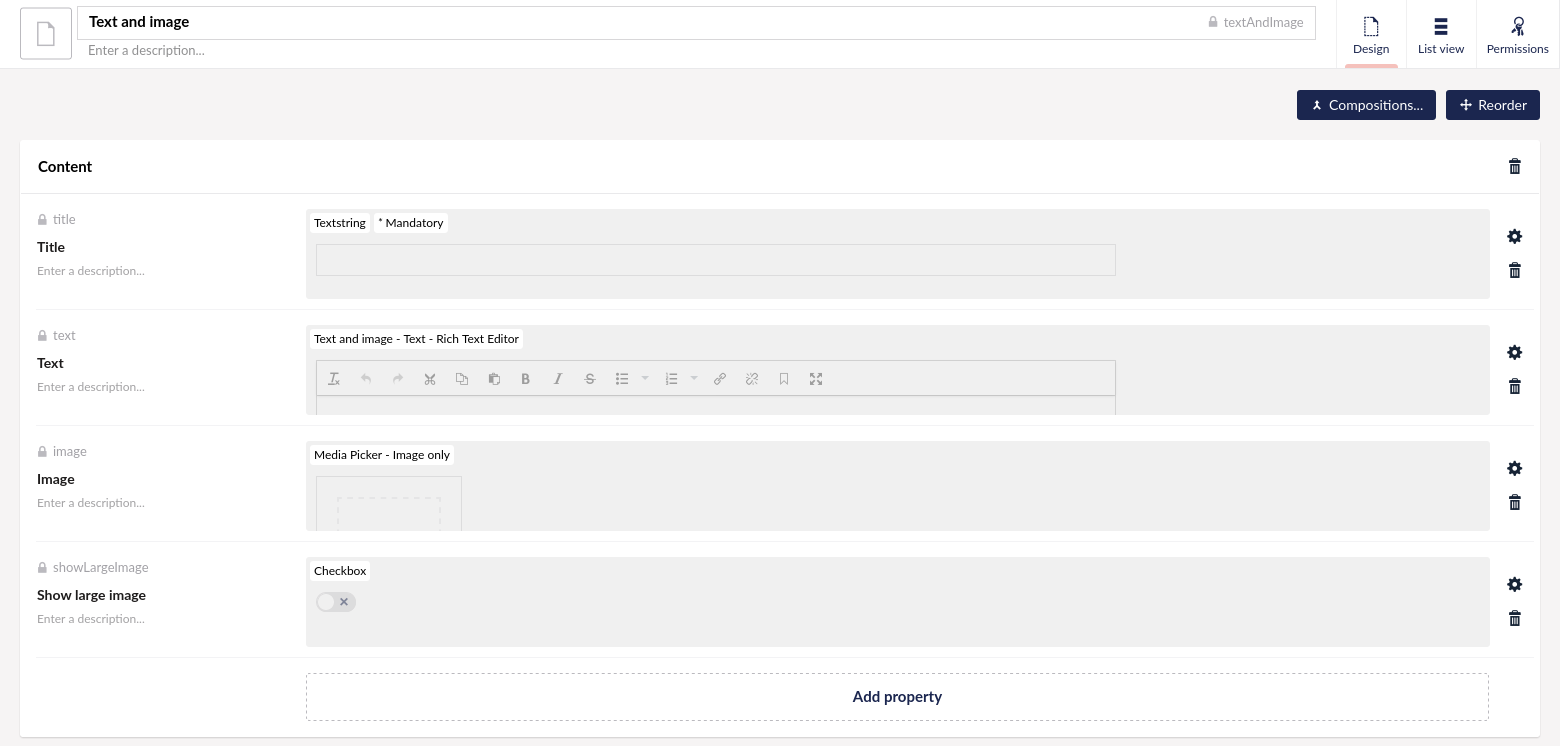 Text and image
textAndImage
Enter a description...
Design
List view
Permissions
Compositions...
Reorder
Content
title
Title
Enter a description...
Textstring
* Mandatory
text
Text
Enter a description...
Text and image - Text - Rich Text Editor
image
Image
Enter a description...
Media Picker - Image only
showLargeImage
Show large image
Enter a description...
Checkbox
Add property